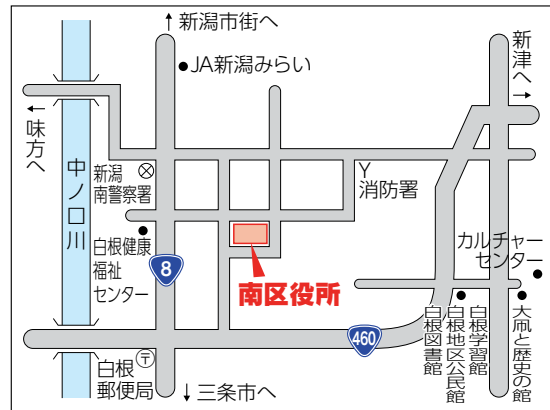 ↑新潟市街へ
●JA新潟みらい
新津へ→
←味方へ
中ノ口川
新潟
南警察署
Y
消防署
白根健康
福祉
センター
8
南区役所
カルチャー
センター
460
白根図書館
白根地区公民館
白根学習館
大凧と歴史の館
〒
白根
郵便局
↓三条市へ